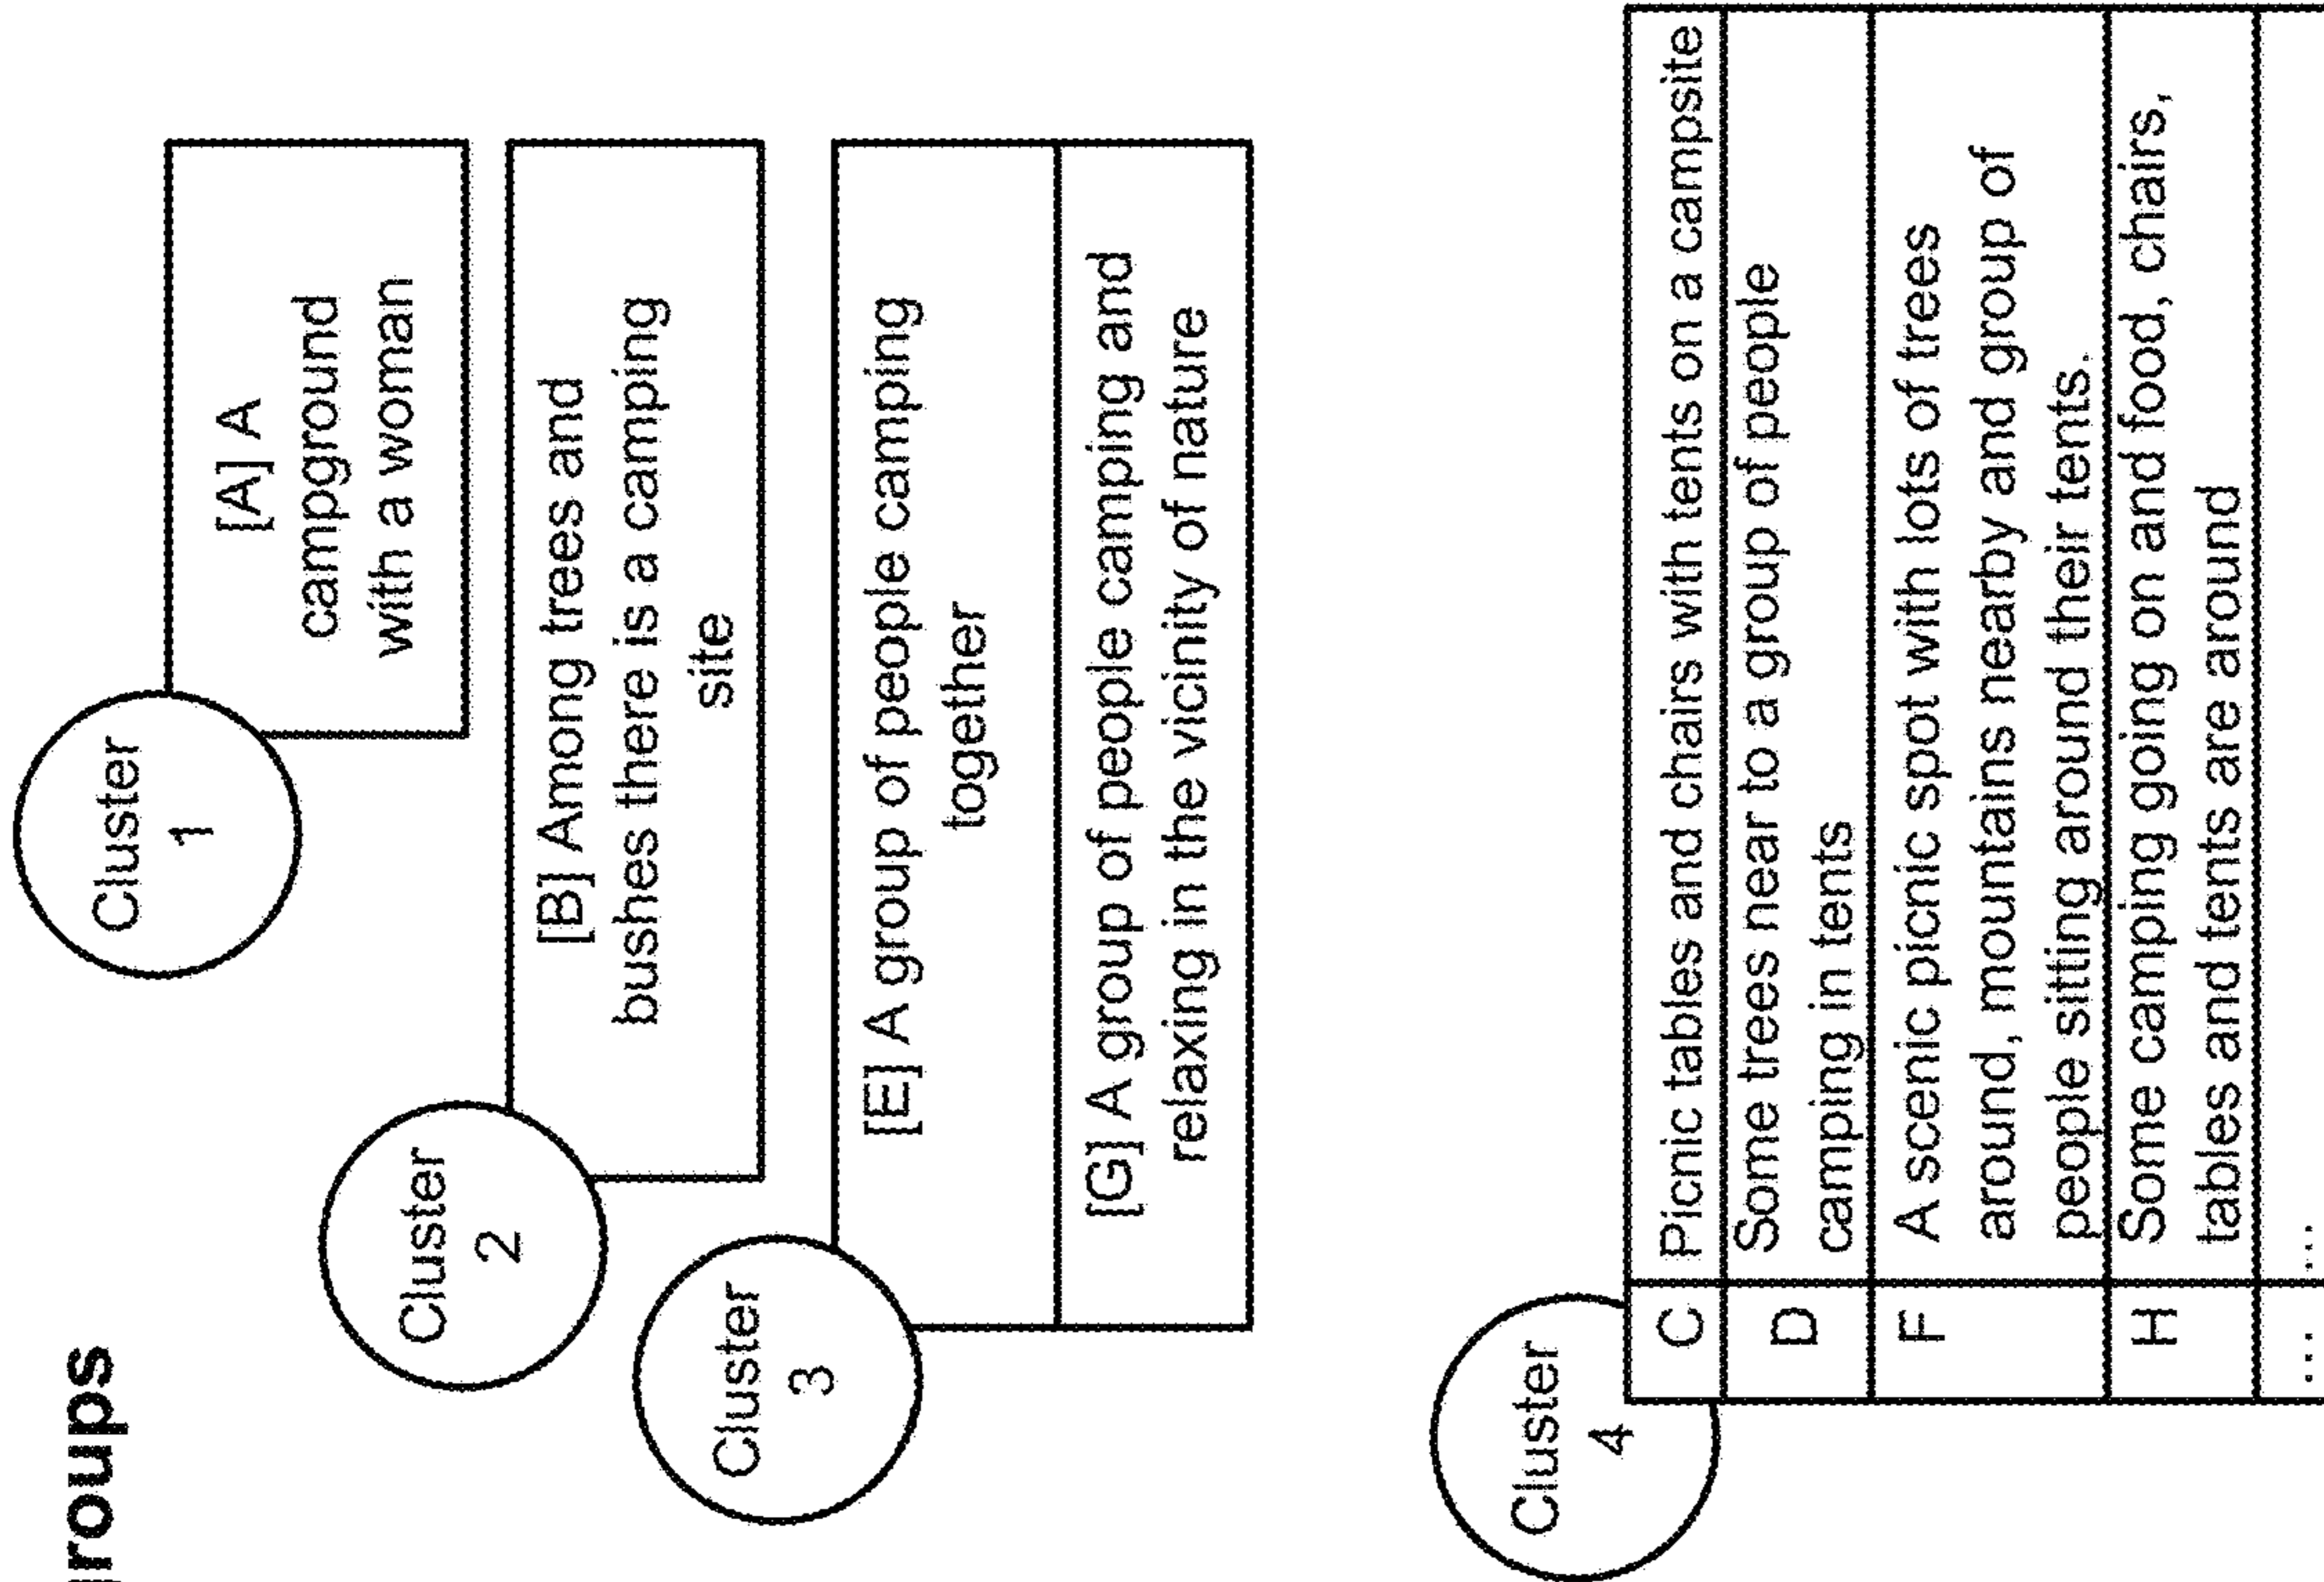 roups
Cluster
1
[A] A
campground
with a woman
Cluster
2
[B] Among trees and
bushes there is a camping
site
Cluster
3
[E] A group of people camping
together
[G] A group of people camping and
relaxing in the vicinity of nature
Cluster
4
C Picnic tables and chairs with tents on a campsite
D Some trees near to a group of people
camping in tents
F A scenic picnic spot with lots of trees
around, mountains nearby and group of
people sitting around their tents.
H Some camping going on and food, chairs,
tables and tents are around
... ...